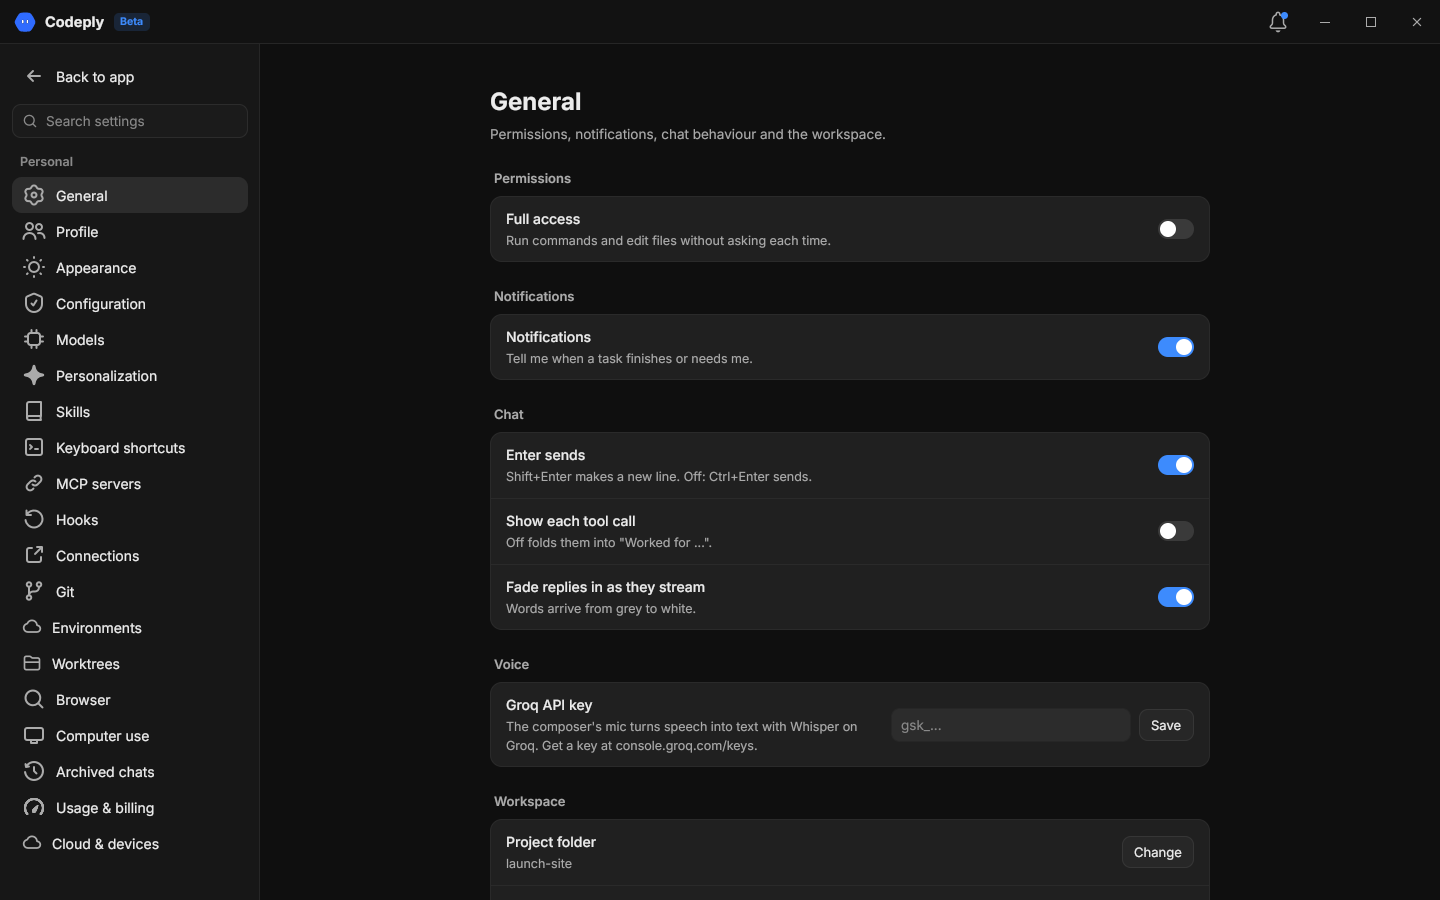 Codeply Beta
Back to app
Search settings
Personal
General
Profile
Appearance
Configuration
Models
Personalization
Skills
Keyboard shortcuts
MCP servers
Hooks
Connections
Git
Environments
Worktrees
Browser
Computer use
Archived chats
Usage & billing
Cloud & devices
General
Permissions, notifications, chat behaviour and the workspace.
Permissions
Full access
Run commands and edit files without asking each time.
Notifications
Notifications
Tell me when a task finishes or needs me.
Chat
Enter sends
Shift+Enter makes a new line. Off: Ctrl+Enter sends.
Show each tool call
Off folds them into "Worked for ...".
Fade replies in as they stream
Words arrive from grey to white.
Voice
Groq API key
The composer's mic turns speech into text with Whisper on
Groq. Get a key at console.groq.com/keys.
gsk_...
Save
Workspace
Project folder
launch-site
Change